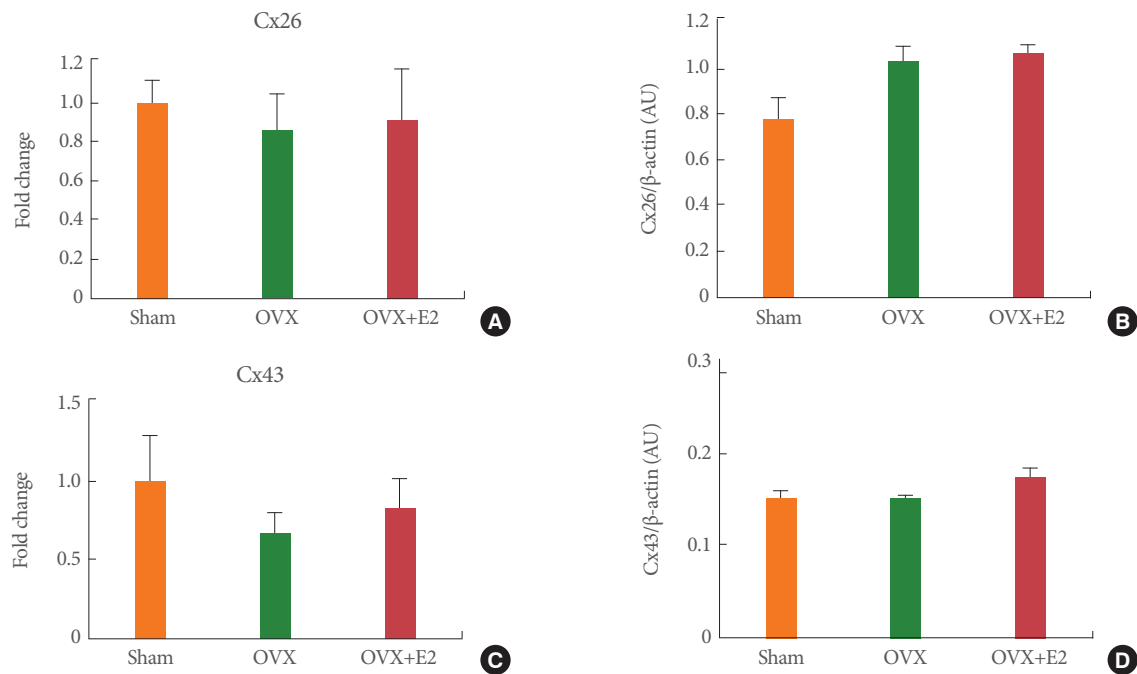 Cx26
Fold change
1.2
1.0
0.8
0.6
0.4
0.2
0
Sham OVX OVX+E2
A
Cx26/β-actin (AU)
1.2
1.0
0.8
0.6
0.4
0.2
0
Sham OVX OVX+E2
B
Cx43
Fold change
1.5
1.0
0.5
0
Sham OVX OVX+E2
C
Cx43/β-actin (AU)
0.3
0.2
0.1
0
Sham OVX OVX+E2
D